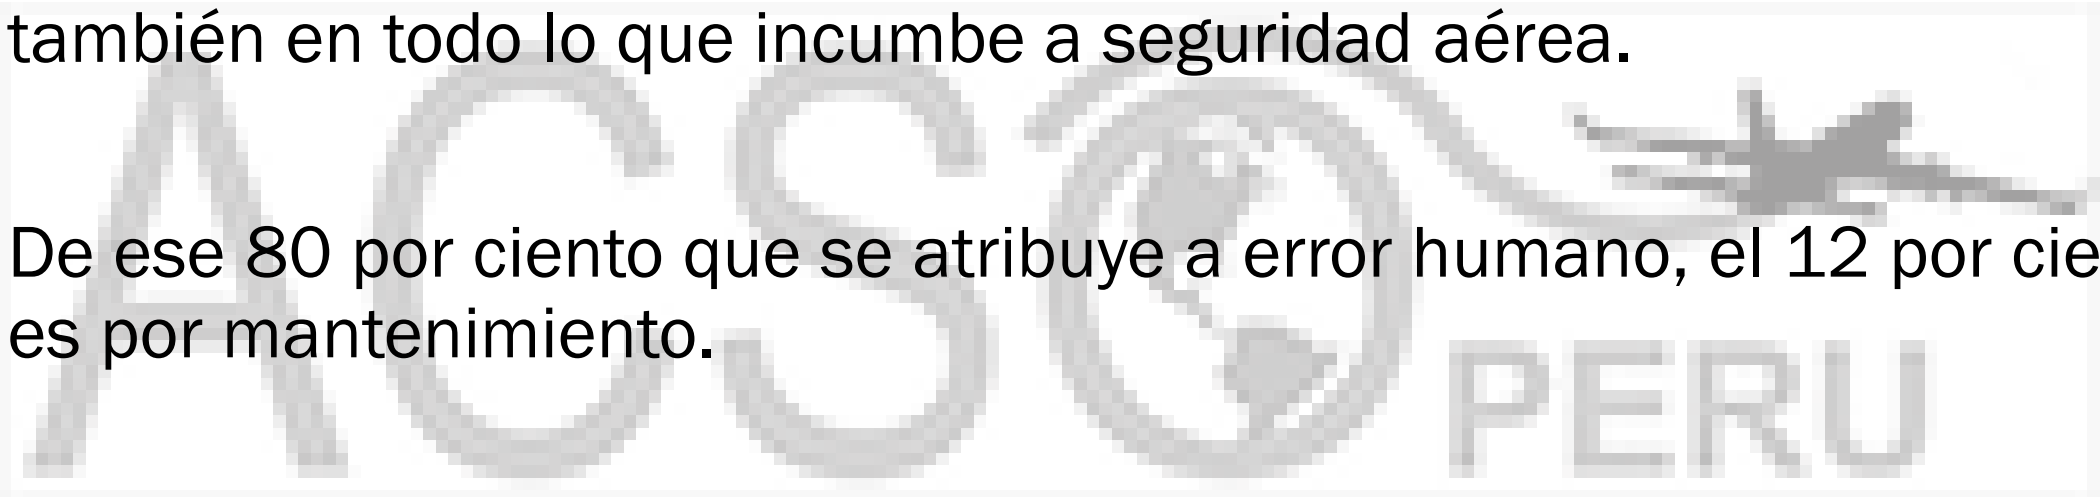 también en todo lo que incumbe a seguridad aérea.
De ese 80 por ciento que se atribuye a error humano, el 12 por cie
es por mantenimiento.
ACSO
PERU